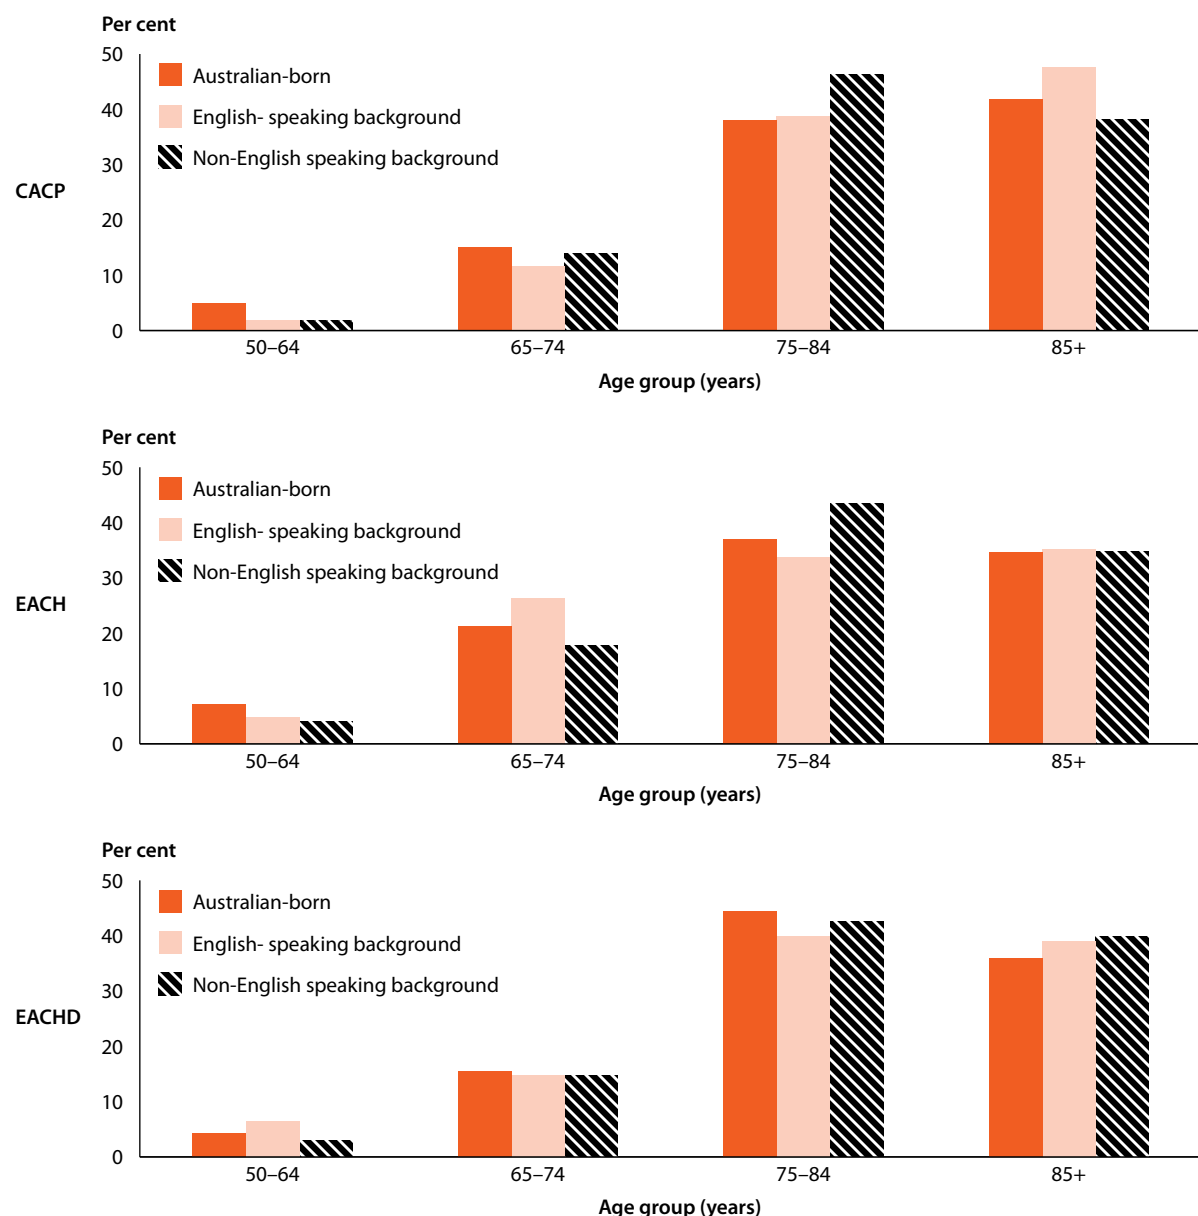 Per cent
50
40
30
20
10
0
Australian-born
English- speaking background
Non-English speaking background
CACP
50–64 65–74 75–84 85+
Age group (years)
Per cent
50
40
30
20
10
0
Australian-born
English- speaking background
Non-English speaking background
EACH
50–64 65–74 75–84 85+
Age group (years)
Per cent
50
40
30
20
10
0
Australian-born
English- speaking background
Non-English speaking background
EACHD
50–64 65–74 75–84 85+
Age group (years)